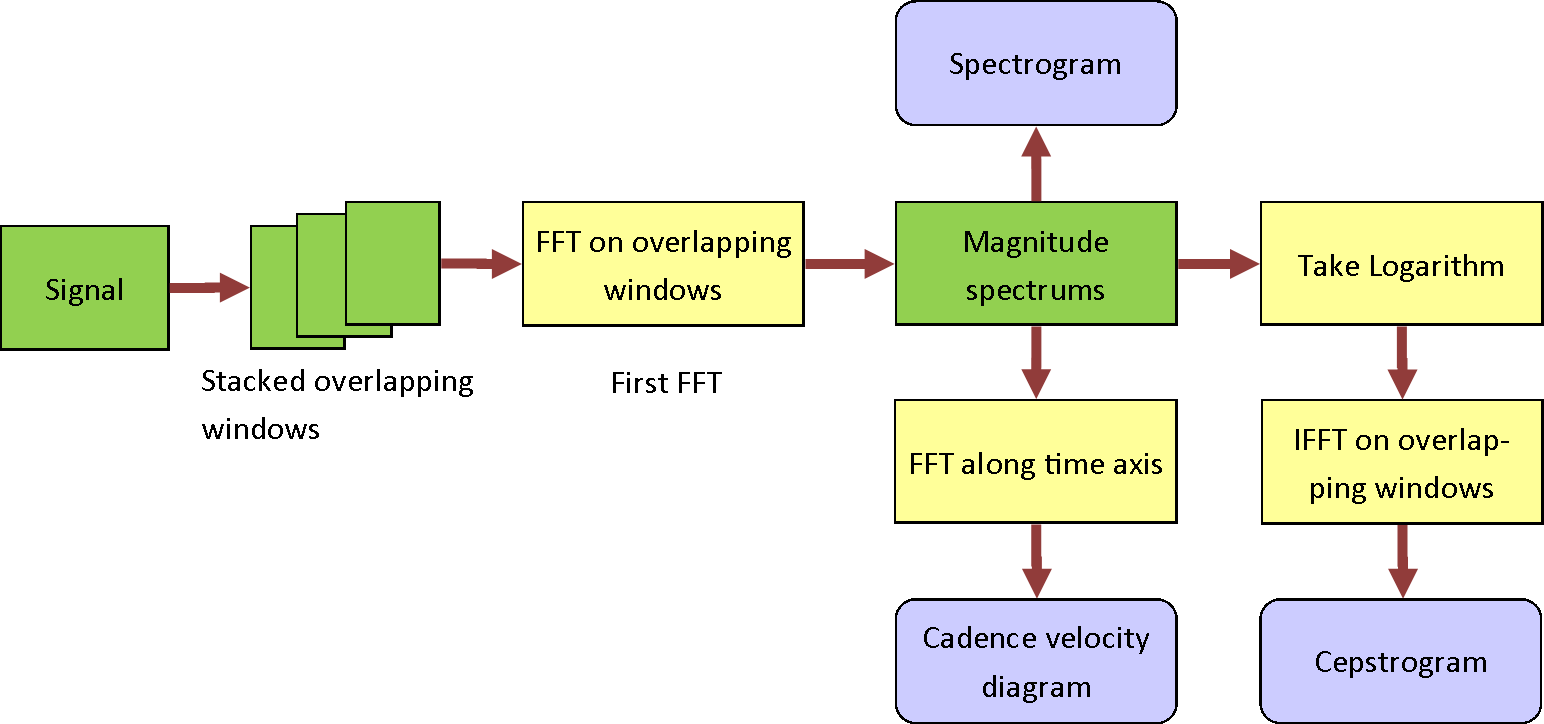 Spectrogram
Signal
Stacked overlapping
windows
FFT on overlapping
windows
First FFT
Magnitude
spectrums
Take Logarithm
FFT along time axis
IFFT on overlap-
ping windows
Cadence velocity
diagram
Cepstrogram